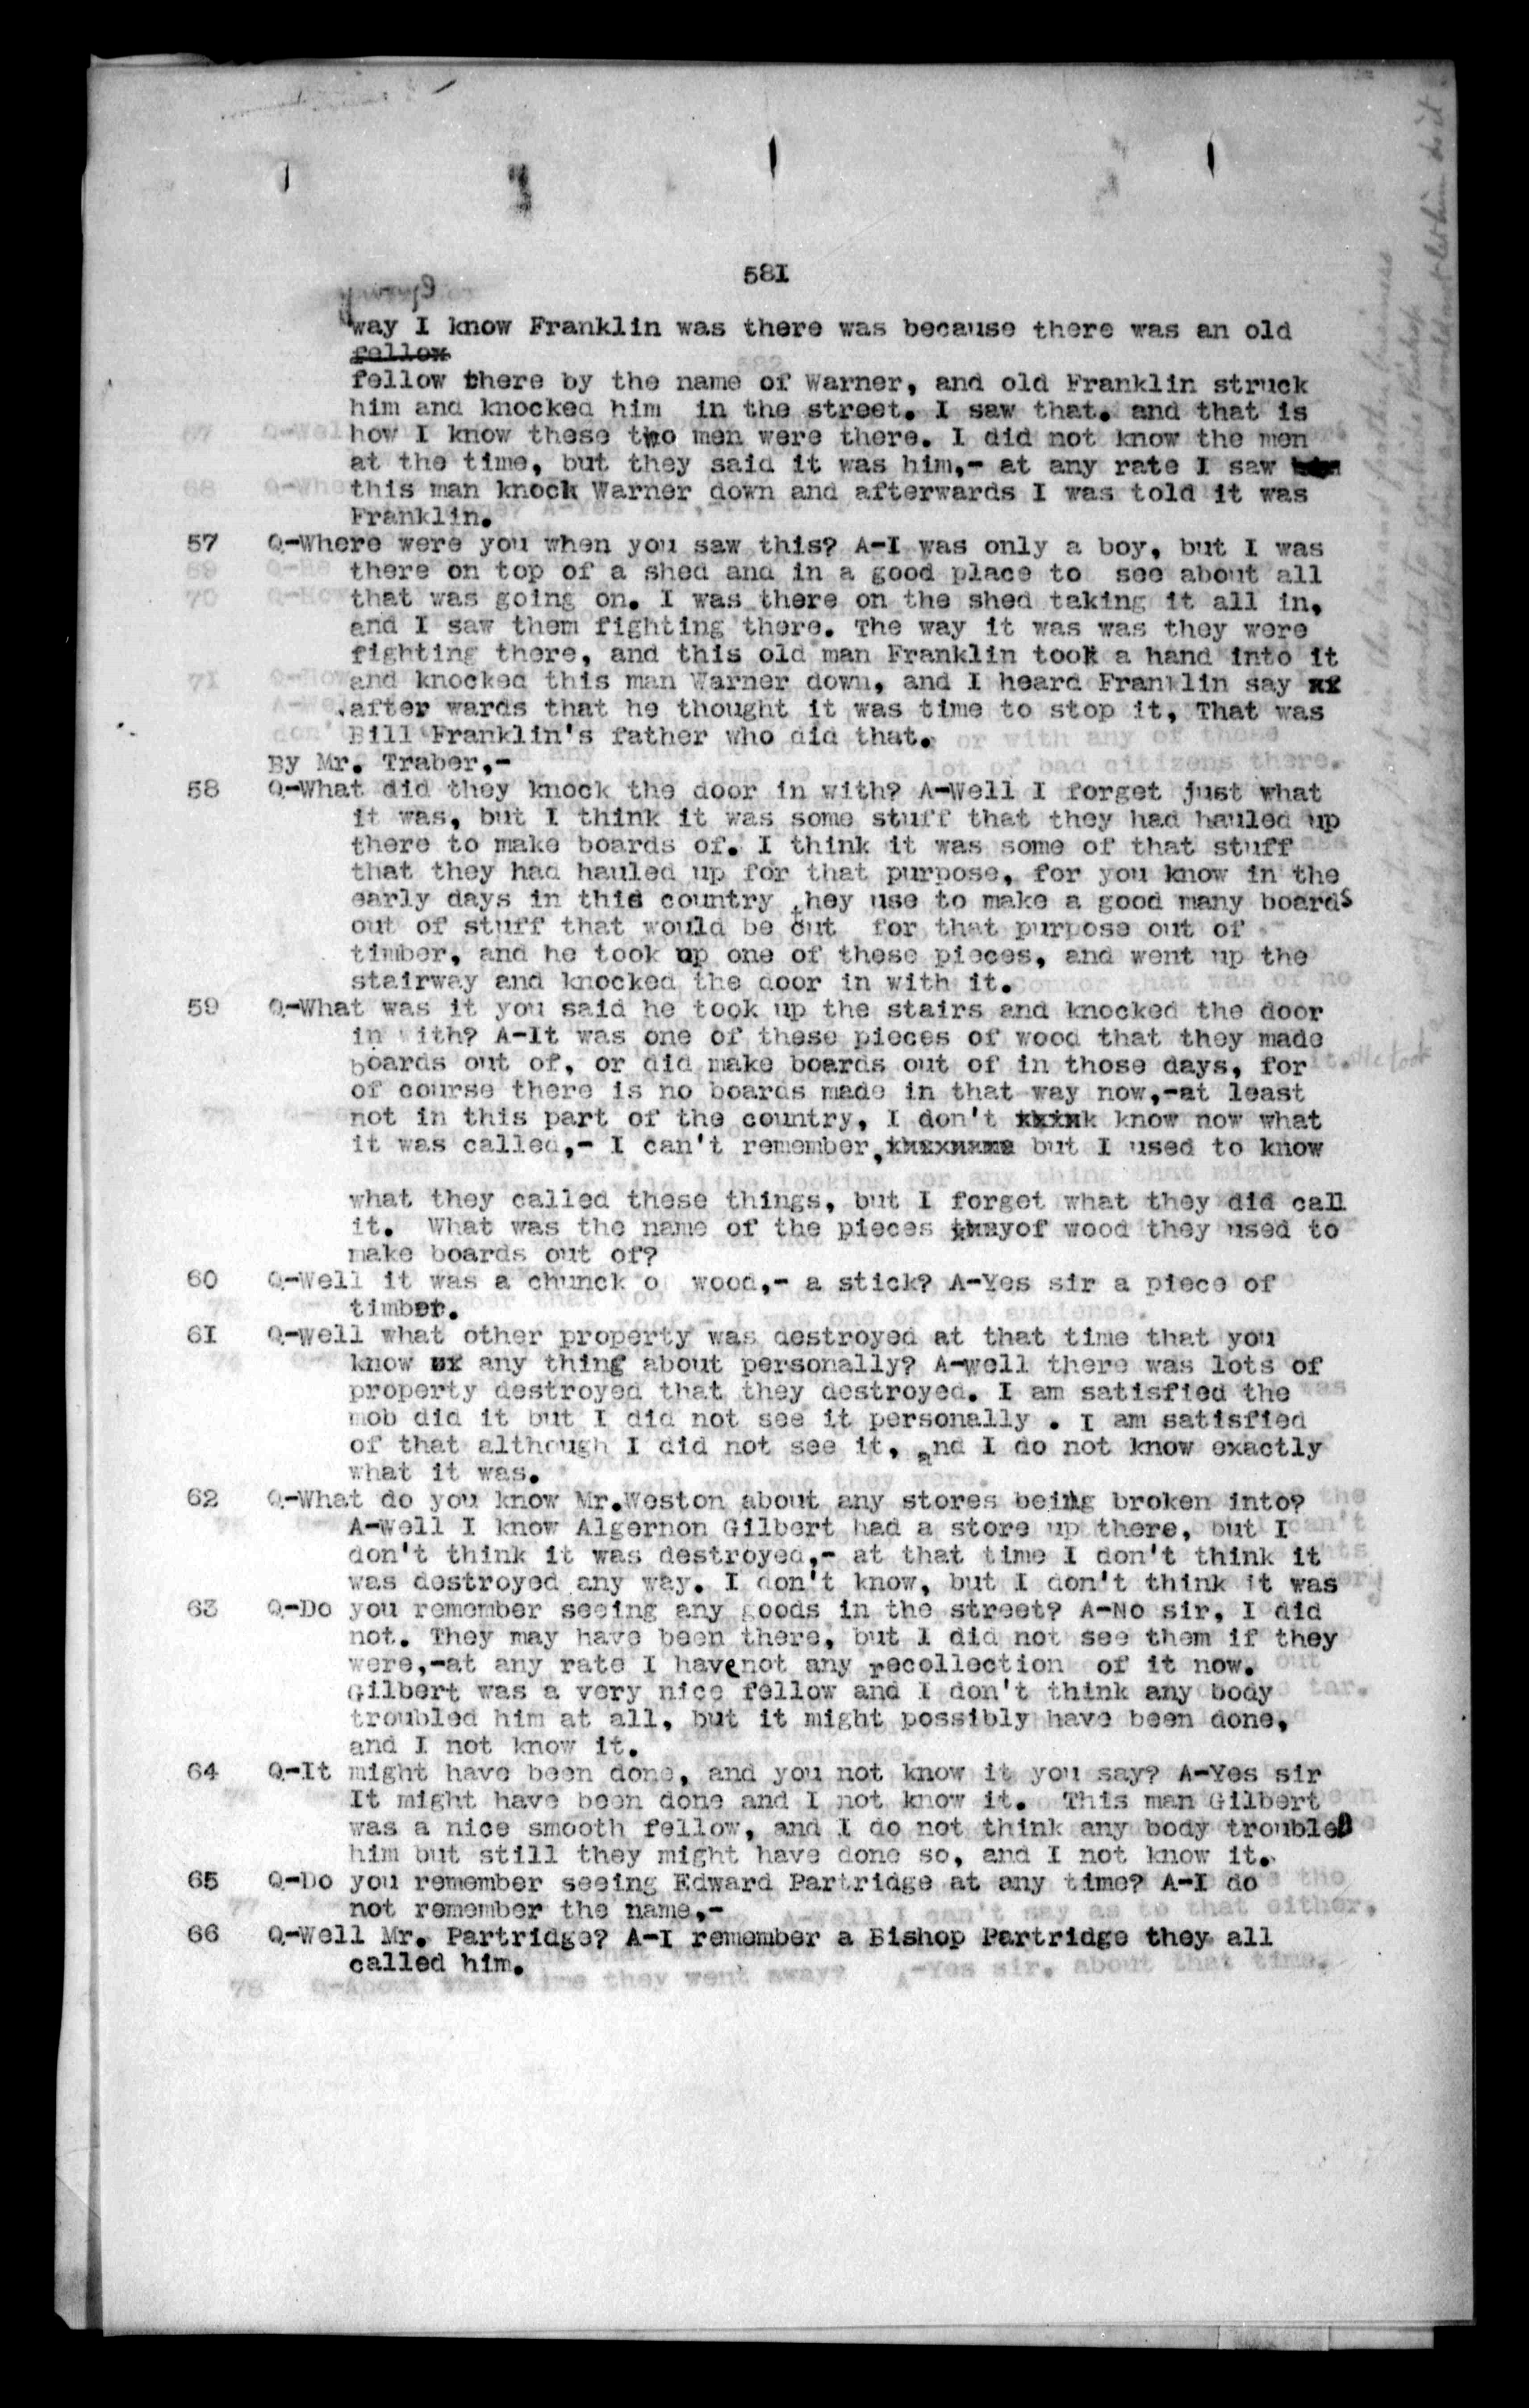 581
way I know Franklin was there was because there was an old
fellow
fellow there by the name of Warner, and old Franklin struck
him and knocked him in the street. I saw that. and that is
how I know these two men were there. I did not know the men
at the time, but they said it was him,- at any rate I saw
this man knock Warner down and afterwards I was told it was
Franklin.
57 Q-Where were you when you saw this? A-I was only a boy, but I was
there on top of a shed and in a good place to see about all
that was going on. I was there on the shed taking it all in,
and I saw them fighting there. The way it was was they were
fighting there, and this old man Franklin took a hand into it
and knocked this man Warner down, and I heard Franklin say
after wards that he thought it was time to stop it, That was
Bill Franklin's father who did that.
By Mr. Traber,-
58 Q-What did they knock the door in with? A-Well I forget just what
it was, but I think it was some stuff that they had hauled up
there to make boards of. I think it was some of that stuff
that they had hauled up for that purpose, for you know in the
early days in this country they use to make a good many boards
out of stuff that would be cut for that purpose out of
timber, and he took up one of these pieces, and went up the
stairway and knocked the door in with it.
59 Q-What was it you said he took up the stairs and knocked the door
in with? A-It was one of these pieces of wood that they made
boards out of, or did make boards out of in those days, for
of course there is no boards made in that way now,-at least
not in this part of the country, I don't know now what
it was called,- I can't remember, but I used to know
what they called these things, but I forget what they did call
it. What was the name of the pieces of wood they used to
make boards out of?
60 Q-Well it was a chunck o wood,- a stick? A-Yes sir a piece of
timber.
61 Q-Well what other property was destroyed at that time that you
know any thing about personally? A-well there was lots of
property destroyed that they destroyed. I am satisfied the
mob did it but I did not see it personally . I am satisfied
of that although I did not see it, and I do not know exactly
what it was.
62 Q-What do you know Mr.Weston about any stores being broken into?
A-Well I know Algernon Gilbert had a store up there, but I
don't think it was destroyed,- at that time I don't think it
was destroyed any way. I don't know, but I don't think it was
63 Q-Do you remember seeing any goods in the street? A-No sir, I did
not. They may have been there, but I did not see them if they
were,-at any rate I have not any recollection of it now.
Gilbert was a very nice fellow and I don't think any body
troubled him at all, but it might possibly have been done,
and I not know it.
64 Q-It might have been done, and you not know it you say? A-Yes sir
It might have been done and I not know it. This man Gilbert
was a nice smooth fellow, and I do not think any body troubled
him but still they might have done so, and I not know it.
65 Q-Do you remember seeing Edward Partridge at any time? A-I do
not remember the name,-
66 Q-Well Mr. Partridge? A-I remember a Bishop Partridge they all
called him.